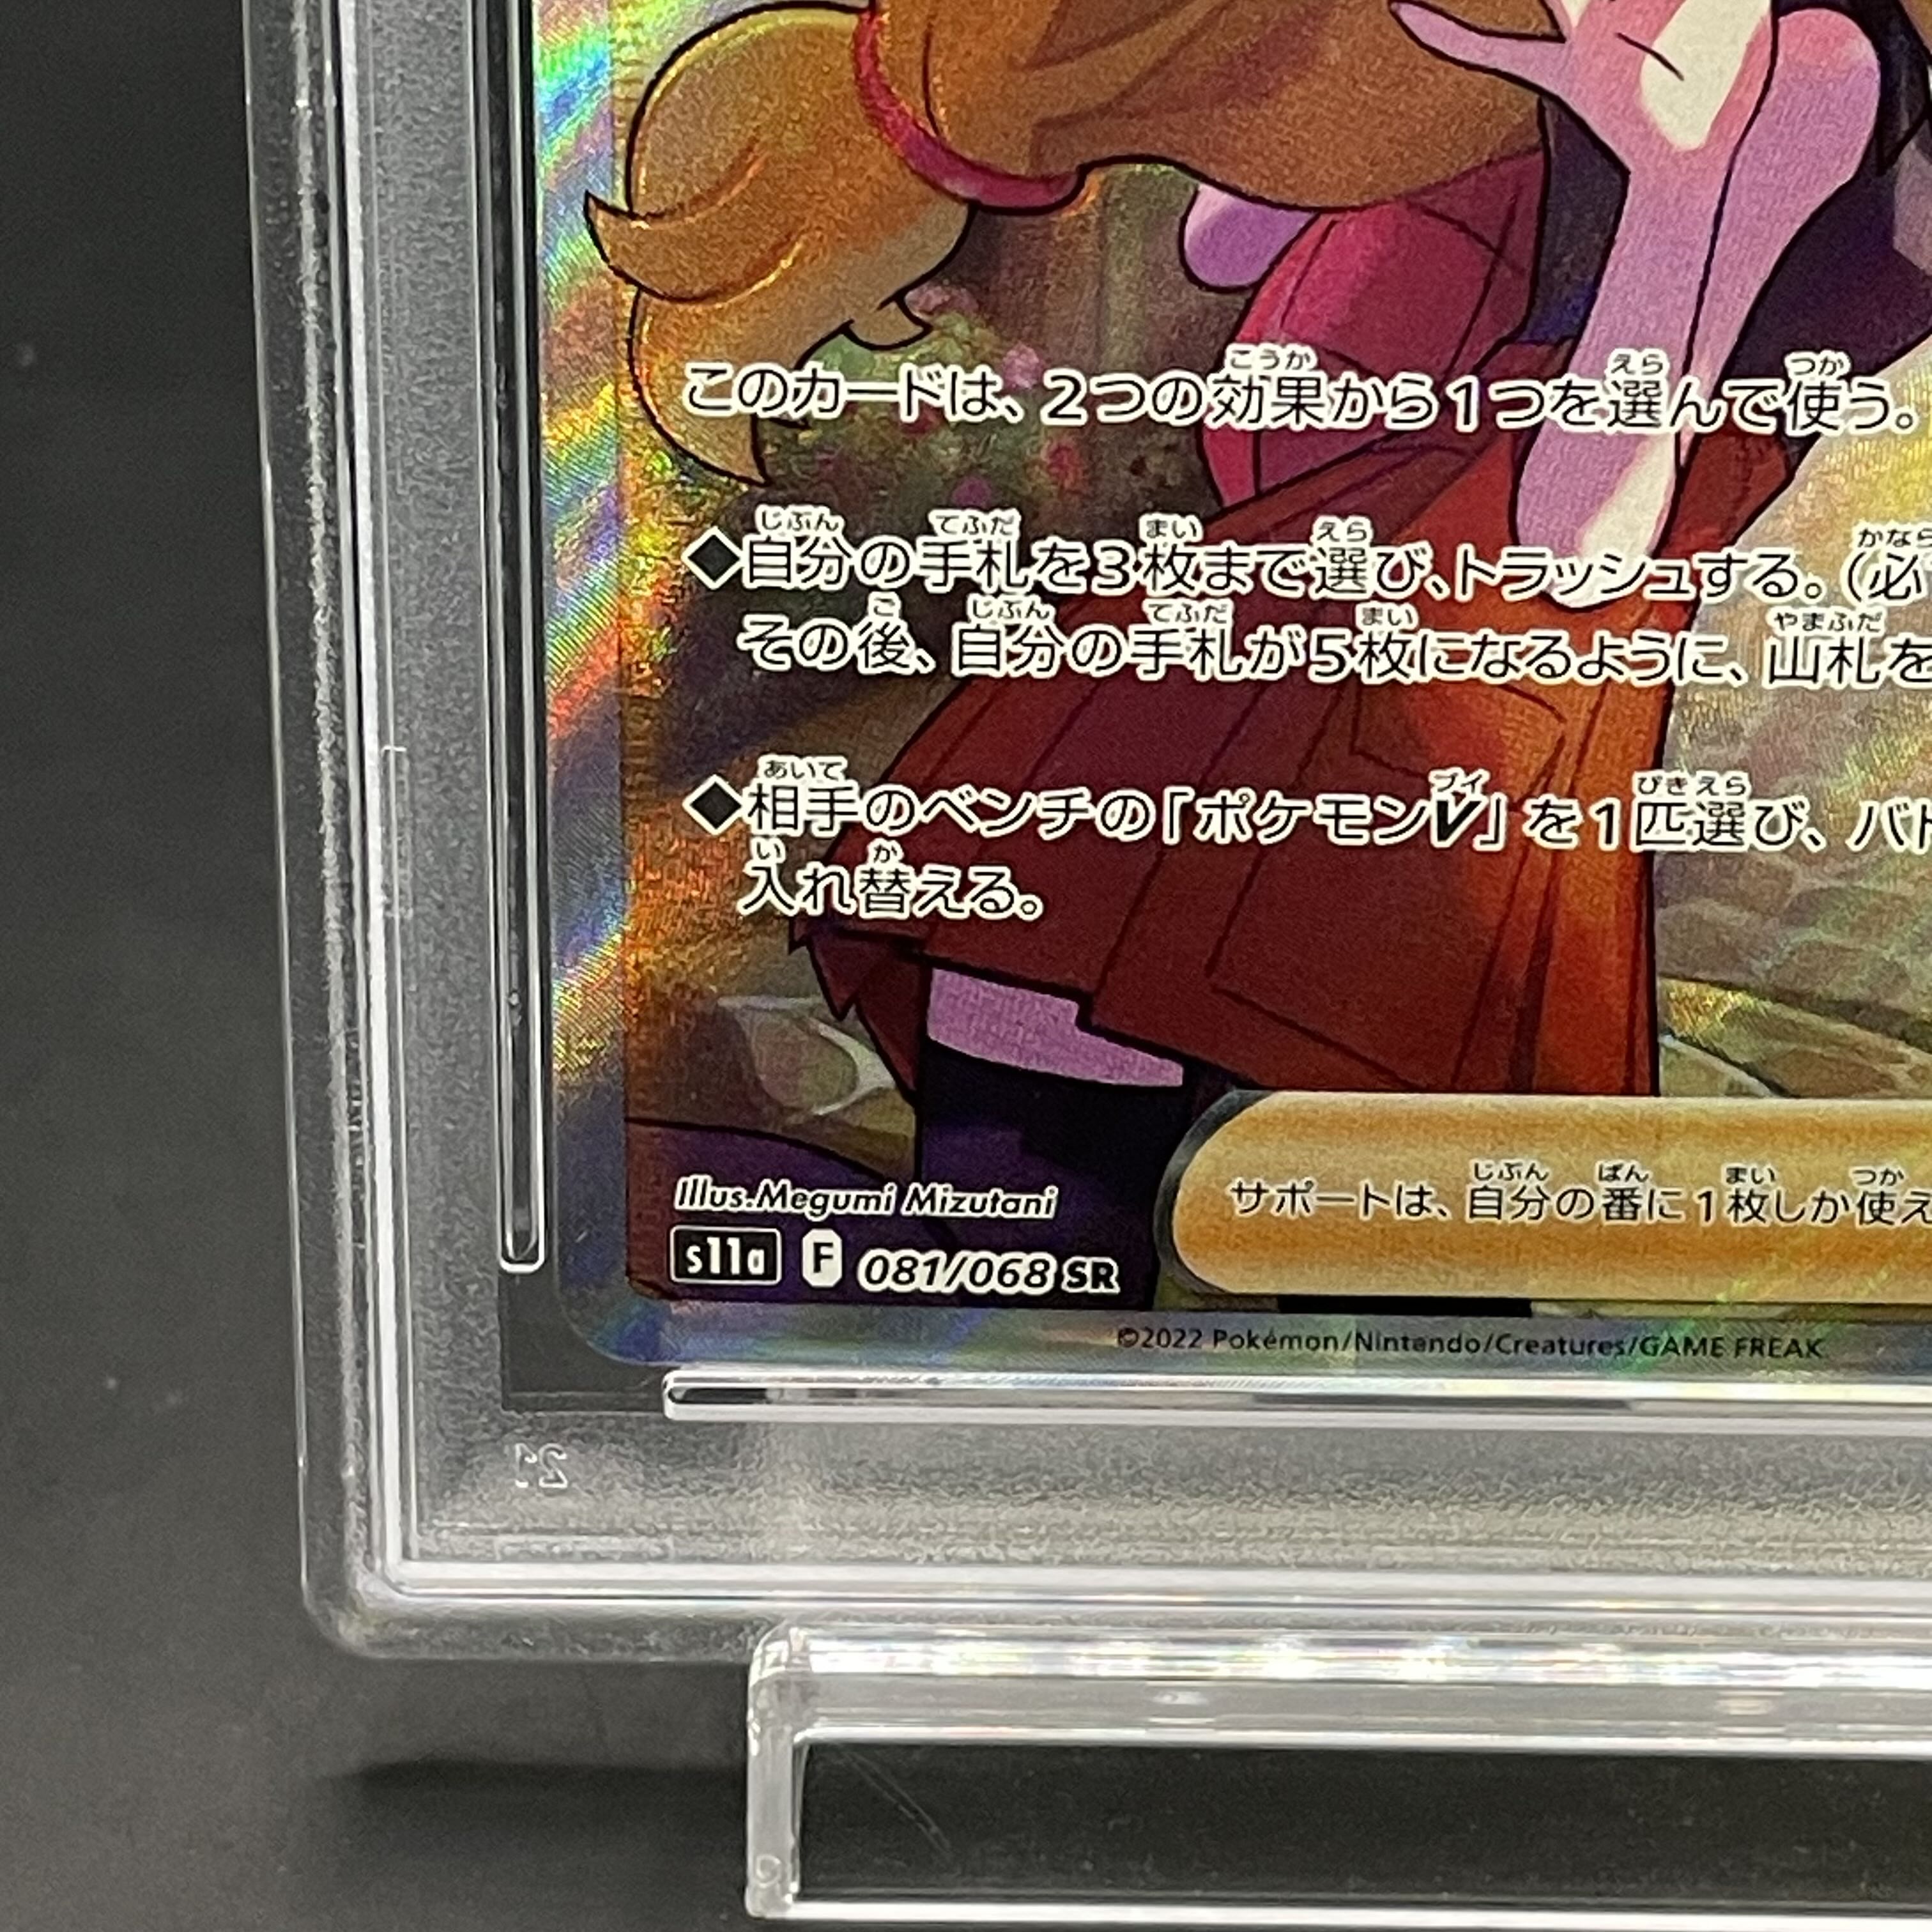 このカードは、2つの効果から1つを選んで使う。
◆自分の手札を3枚まで選び、トラッシュする。(必
その後、自分の手札が5枚になるように、山札を
◆相手のベンチの「ポケモンV」を1匹選び、バト
入れ替える。
Illus.Megumi Mizutani
サポートは、自分の番に1枚しか使え
s11a F 081/068 SR
©2022 Pokémon/Nintendo/Creatures/GAME FREAK.